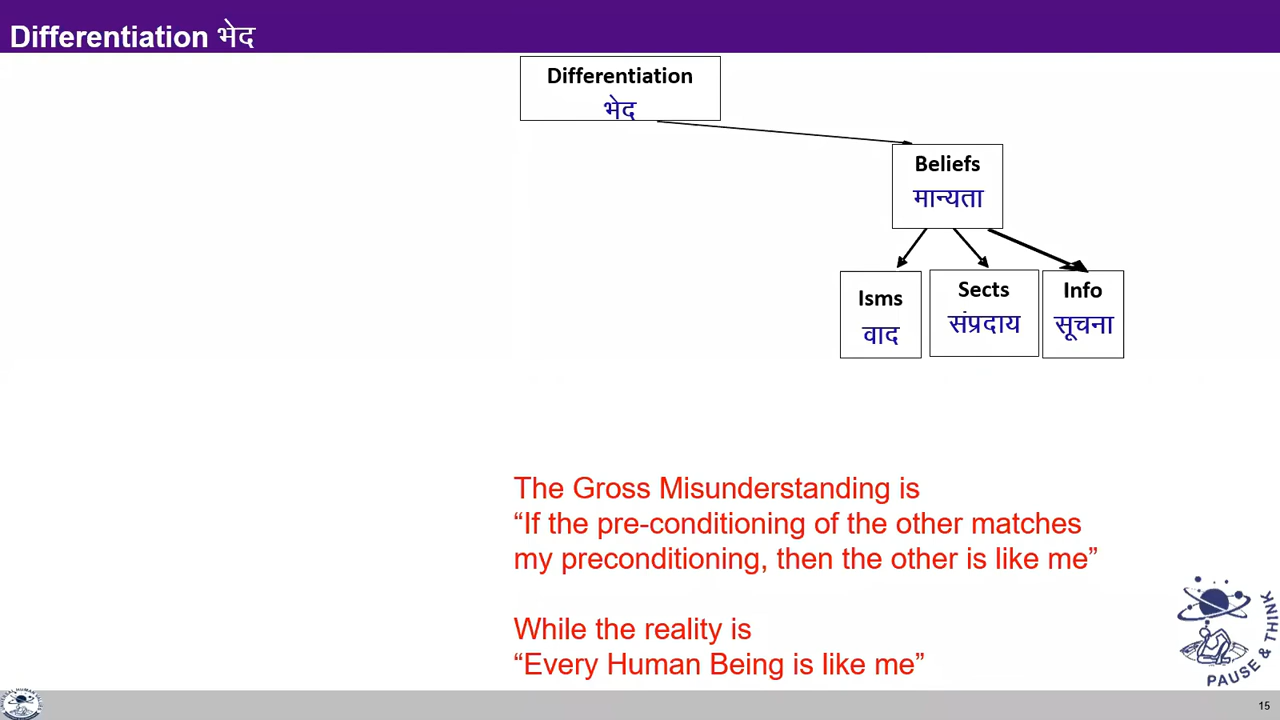 Differentiation भेद
Differentiation
भेद
Beliefs
मान्यता
Isms
वाद
Sects
संप्रदाय
Info
सूचना
The Gross Misunderstanding is
“If the pre-conditioning of the other matches
my preconditioning, then the other is like me”
While the reality is
“Every Human Being is like me”
PAUSE & THINK
15